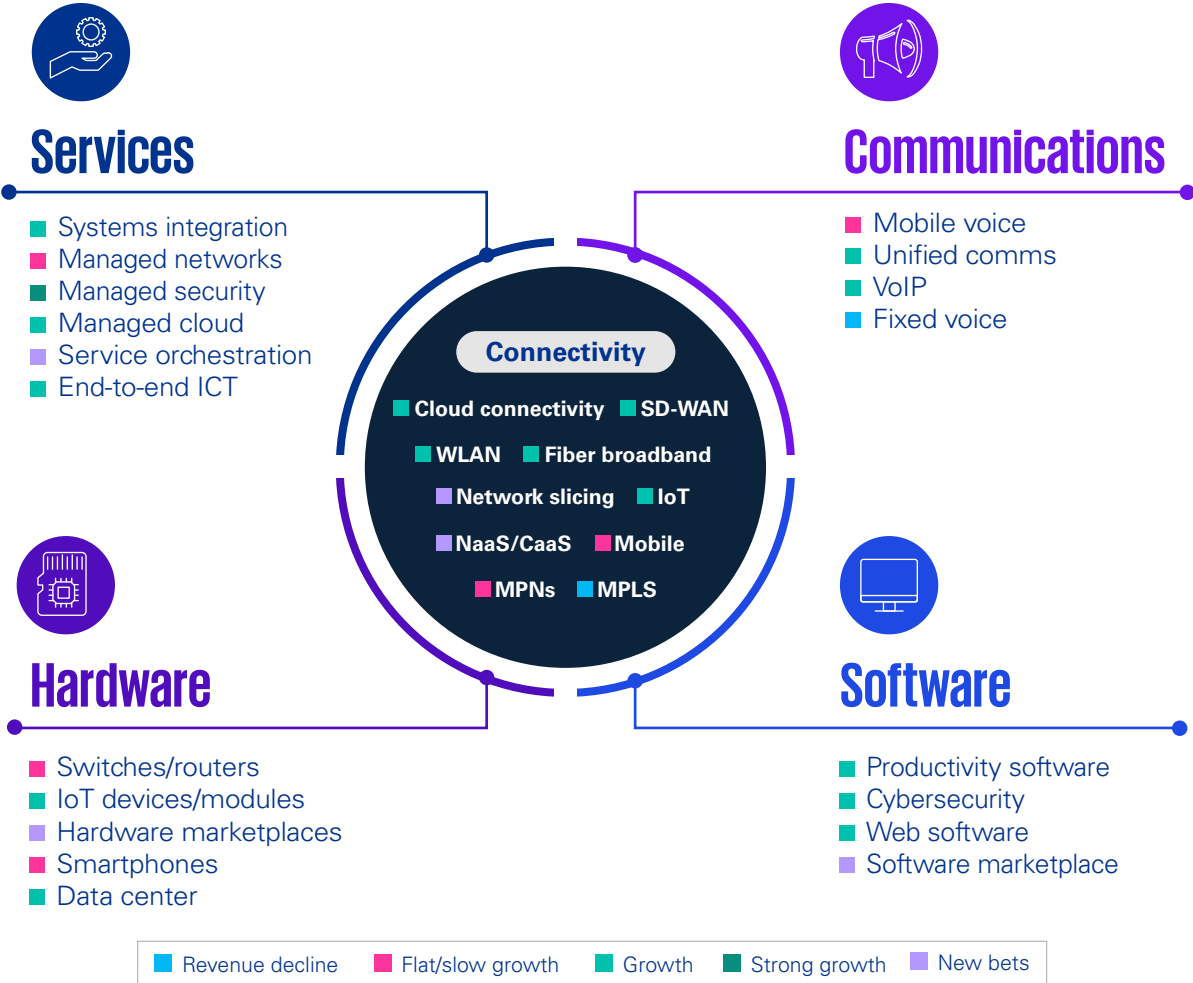 Services
Systems integration
Managed networks
Managed security
Managed cloud
Service orchestration
End-to-end ICT
Communications
Mobile voice
Unified comms
VoIP
Fixed voice
Connectivity
Cloud connectivity SD-WAN
WLAN Fiber broadband
Network slicing IoT
NaaS/CaaS Mobile
MPNs MPLS
Hardware
Switches/routers
IoT devices/modules
Hardware marketplaces
Smartphones
Data center
Software
Productivity software
Cybersecurity
Web software
Software marketplace
Revenue decline Flat/slow growth Growth Strong growth New bets